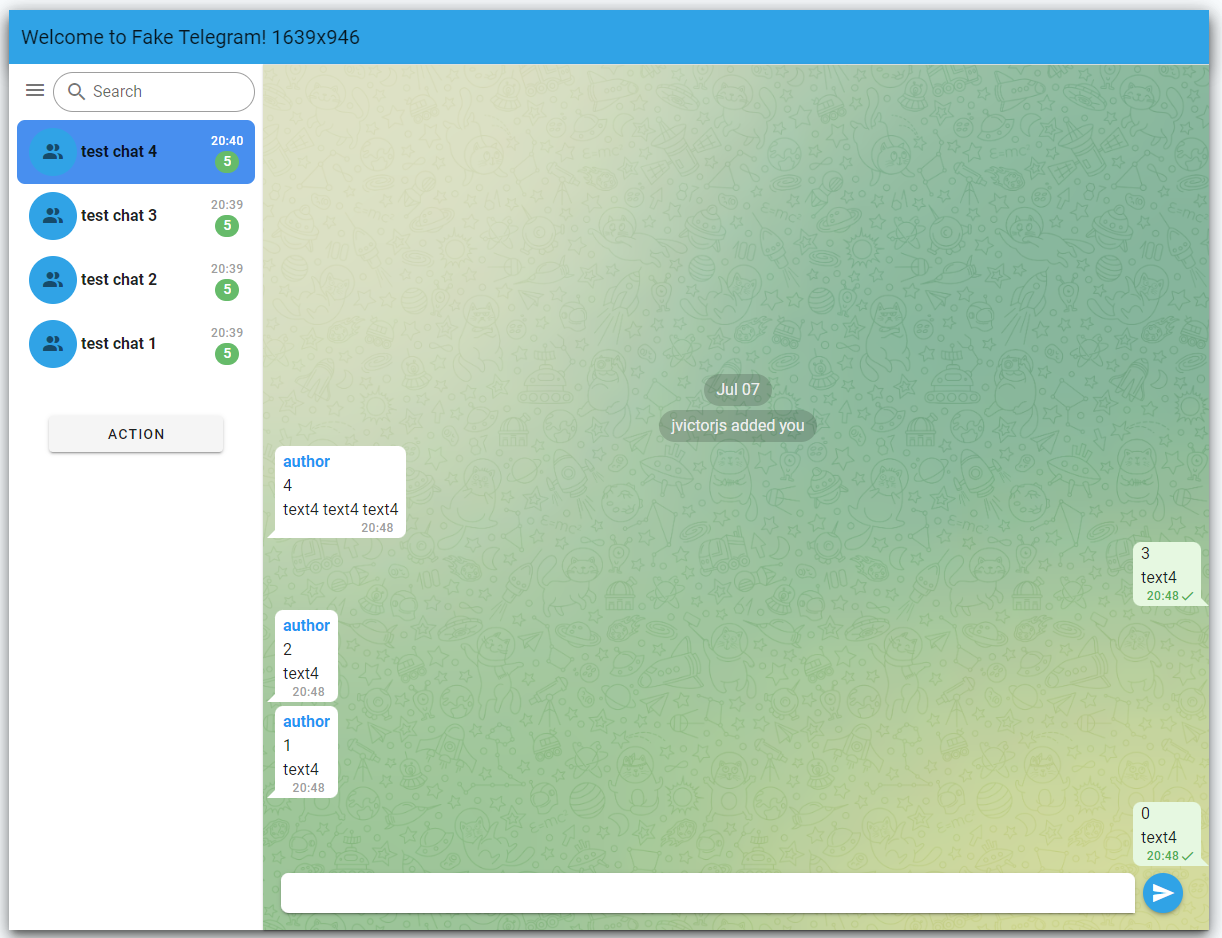 Welcome to Fake Telegram! 1639x946
Search
test chat 4
20:40
5
test chat 3
20:39
5
test chat 2
20:39
5
test chat 1
20:39
5
ACTION
Jul 07
jvictorjs added you
author
4
text4 text4 text4
20:48
3
text4
20:48
author
2
text4
20:48
author
1
text4
20:48
0
text4
20:48